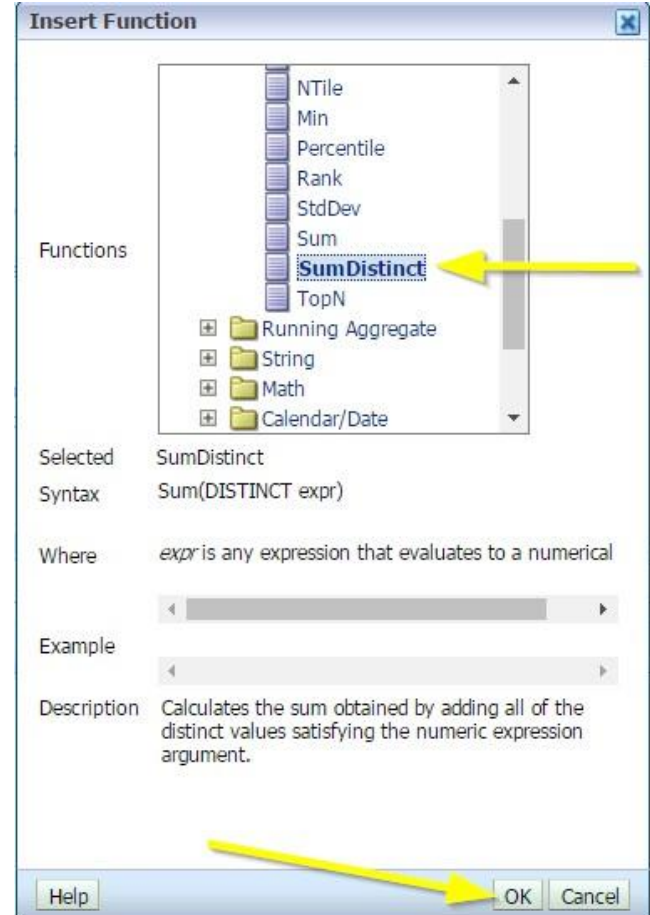 Insert Function
Functions
NTile
Min
Percentile
Rank
StdDev
Sum
SumDistinct
TopN
Running Aggregate
String
Math
Calendar/Date
Selected SumDistinct
Syntax Sum(DISTINCT expr)
Where expr is any expression that evaluates to a numerical
Example
Description Calculates the sum obtained by adding all of the
distinct values satisfying the numeric expression
argument.
Help OK Cancel